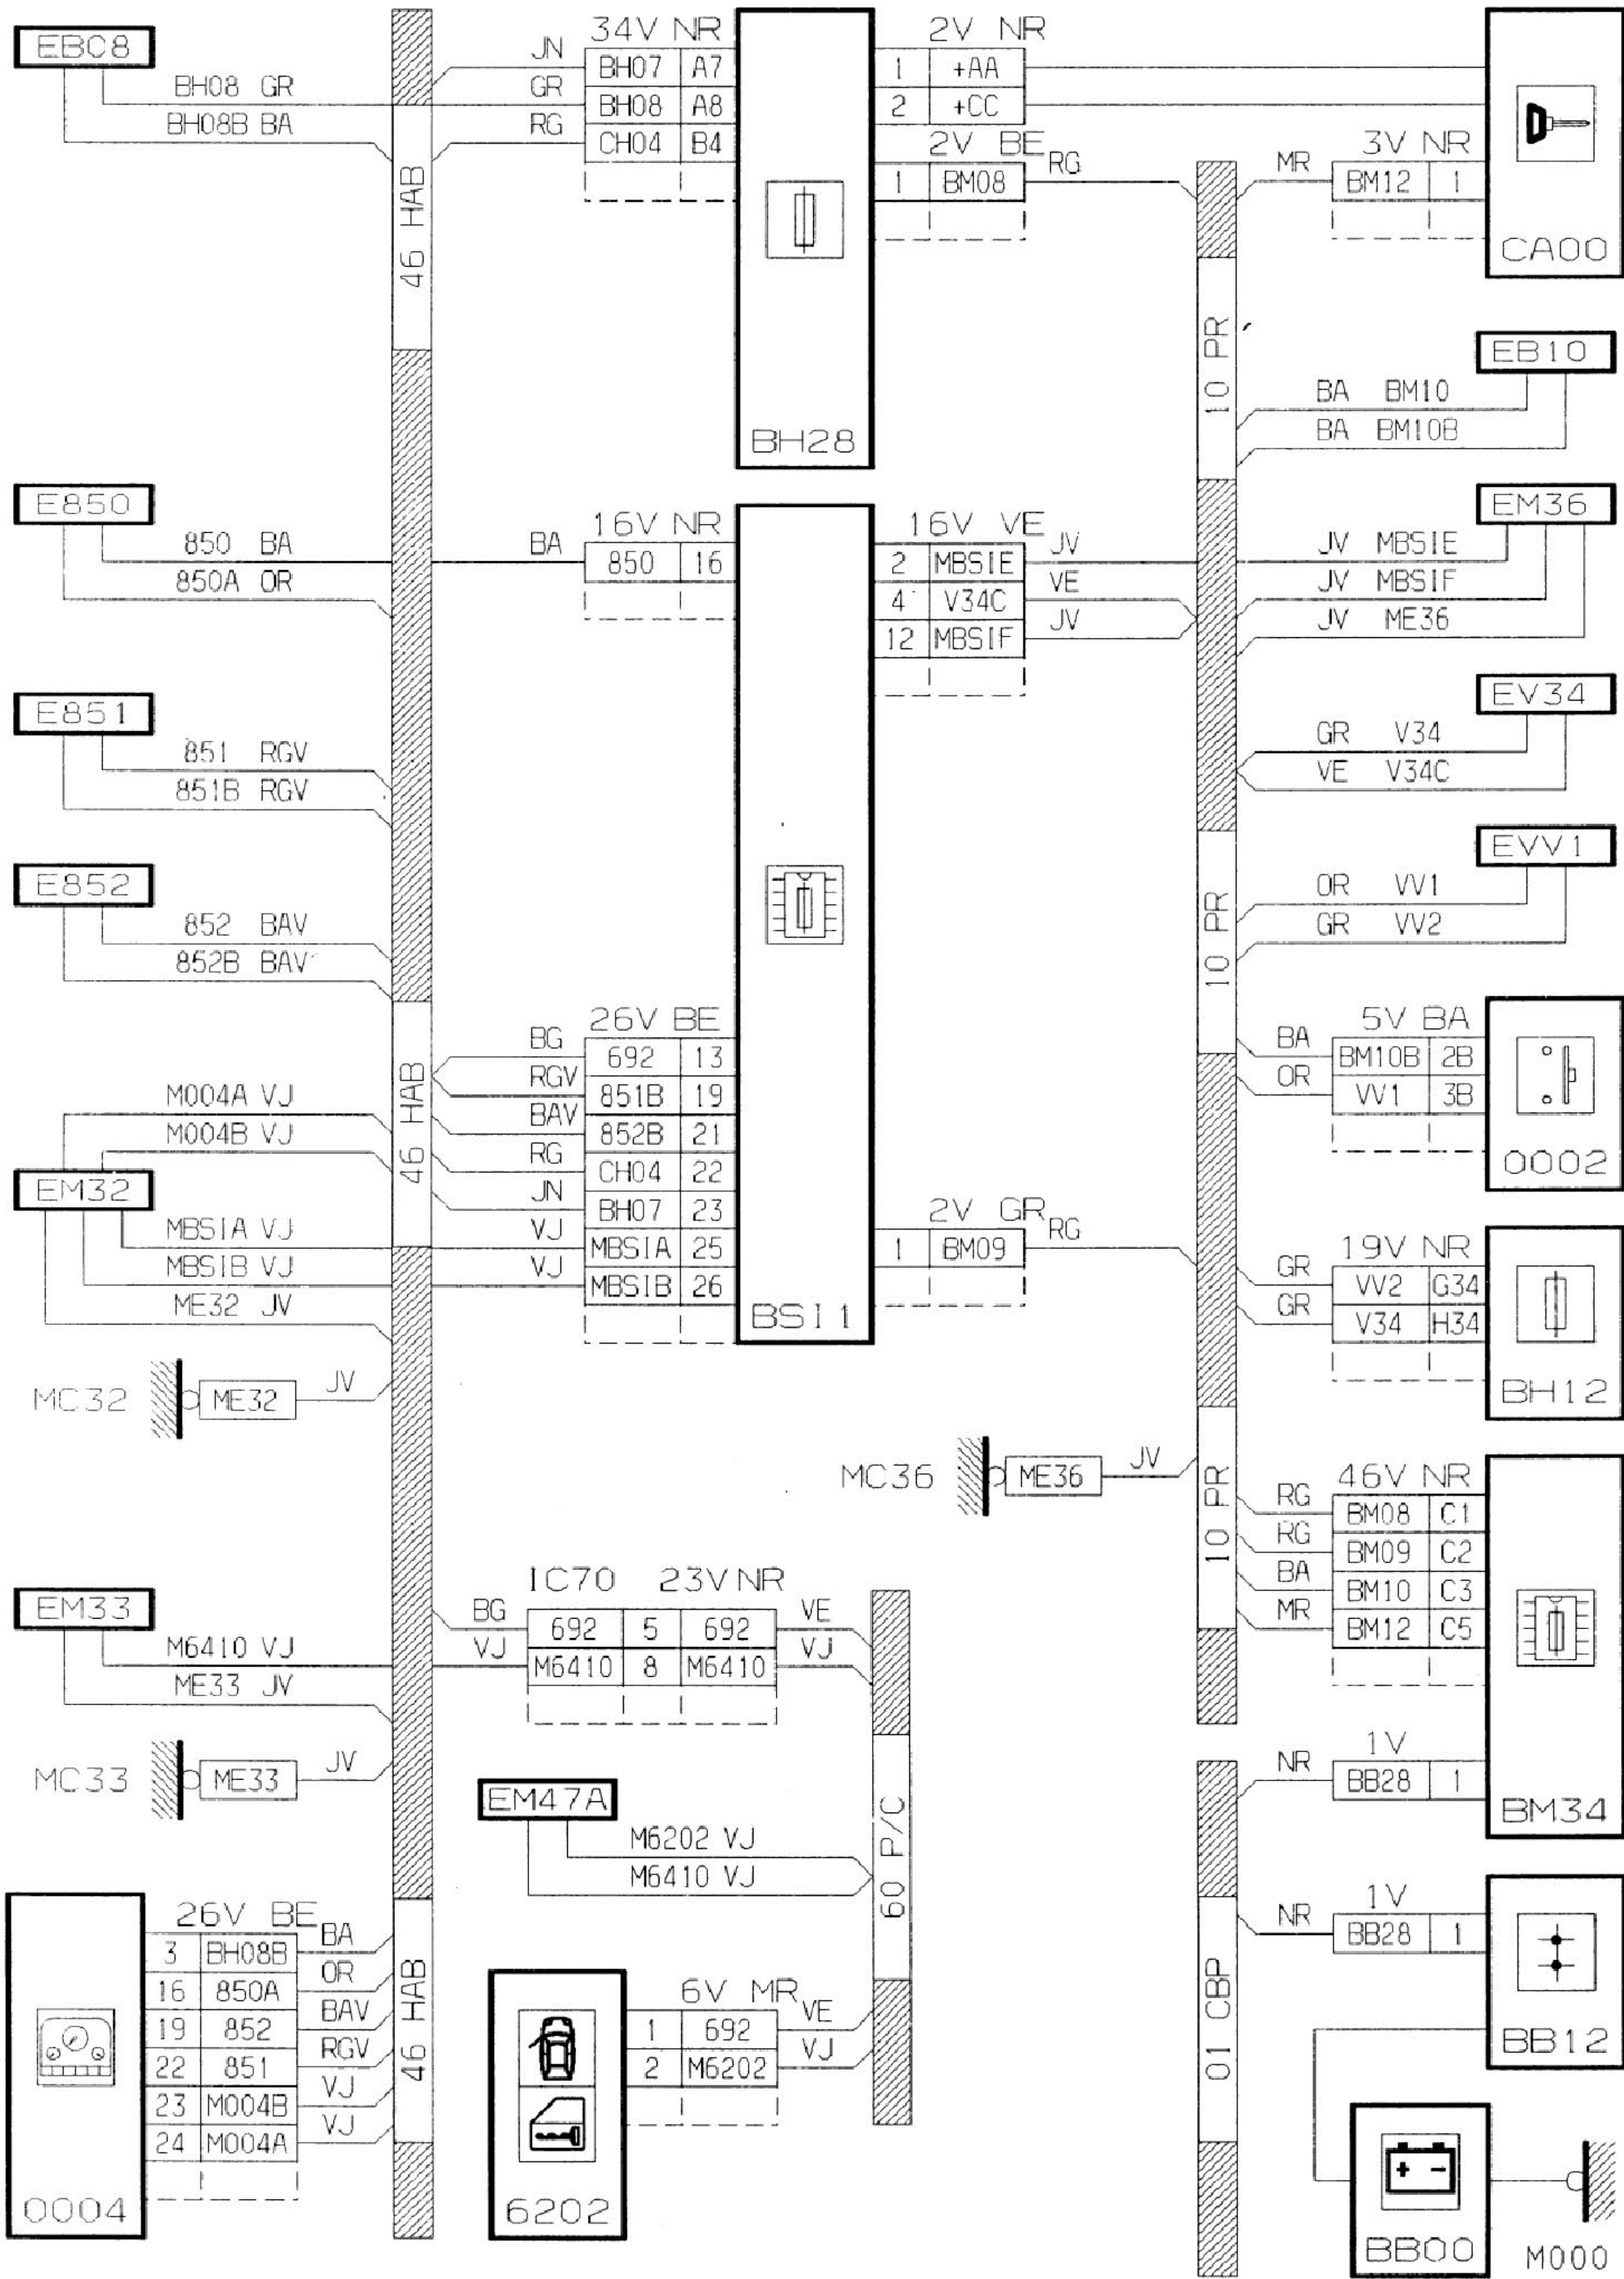 EBC8
BH08 GR
BH08B BA
46 HAB
34V NR
JN BH07 A7
GR BH08 A8
RG CH04 B4
BH28
2V NR
1 +AA
2 +CC
2V BE
1 BM08 RG
10 PR
3V NR
MR BM12 1
CA00
EB10
BA BM10
BA BM10B
E850
850 BA
850A OR
16V NR
BA 850 16
16V VE
2 MBSIE JV
4 V34C VE
12 MBSIF JV
EM36
JV MBSIE
JV MBSIF
JV ME36
E851
851 RGV
851B RGV
EV34
GR V34
VE V34C
E852
852 BAV
852B BAV
EVV1
OR VV1
GR VV2
10 PR
46 HAB
26V BE
BG 692 13
RGV 851B 19
BAV 852B 21
RG CH04 22
JN BH07 23
VJ MBSIA 25
VJ MBSIB 26
BSI1
5V BA
BA BM10B 2B
OR VV1 3B
0002
M004A VJ
M004B VJ
EM32
MBSIA VJ
MBSIB VJ
ME32 JV
2V GR
1 BM09 RG
19V NR
GR VV2 G34
GR V34 H34
BH12
MC32 ME32 JV
MC36 ME36 JV
10 PR
46V NR
RG BM08 C1
RG BM09 C2
BA BM10 C3
MR BM12 C5
1V
NR BB28 1
BM34
EM33
M6410 VJ
ME33 JV
IC70 23V NR
BG 692 5 692 VE
VJ M6410 8 M6410 VJ
MC33 ME33 JV
EM47A
M6202 VJ
M6410 VJ
60 P/C
26V BE
3 BH08B BA
16 850A OR
19 852 BAV
22 851 RGV
23 M004B VJ
24 M004A VJ
0004
46 HAB
6V MR
1 692 VE
2 M6202 VJ
6202
01 CBP
1V
NR BB28 1
BB12
+ -
BB00
M000